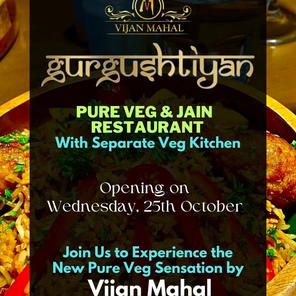 M
VIJAN MAHAL
gurgushtiyan
PURE VEG & JAIN
RESTAURANT
With Separate Veg Kitchen
Opening on
Wednesday, 25th October
Join Us to Experience the
New Pure Veg Sensation by
Vijan Mahal